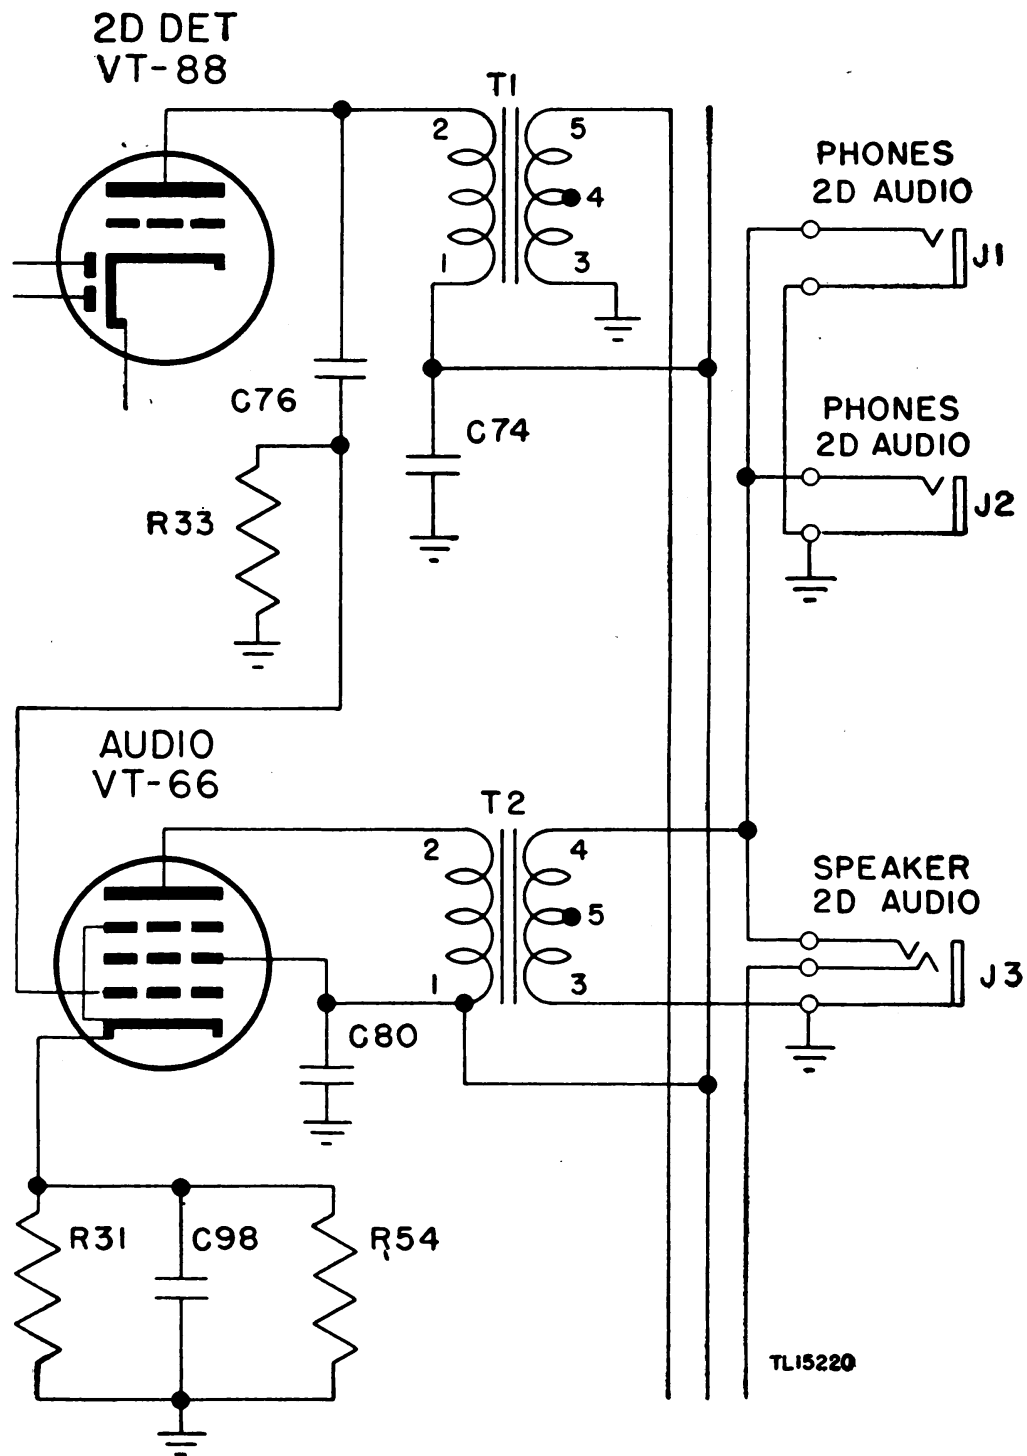 2D DET
VT-88
T1
2
5
4
1
3
PHONES
2D AUDIO
J1
C76
C74
PHONES
2D AUDIO
J2
R33
AUDIO
VT-66
T2
2
4
5
1
3
SPEAKER
2D AUDIO
J3
C80
R31
C98
R54
TL15220